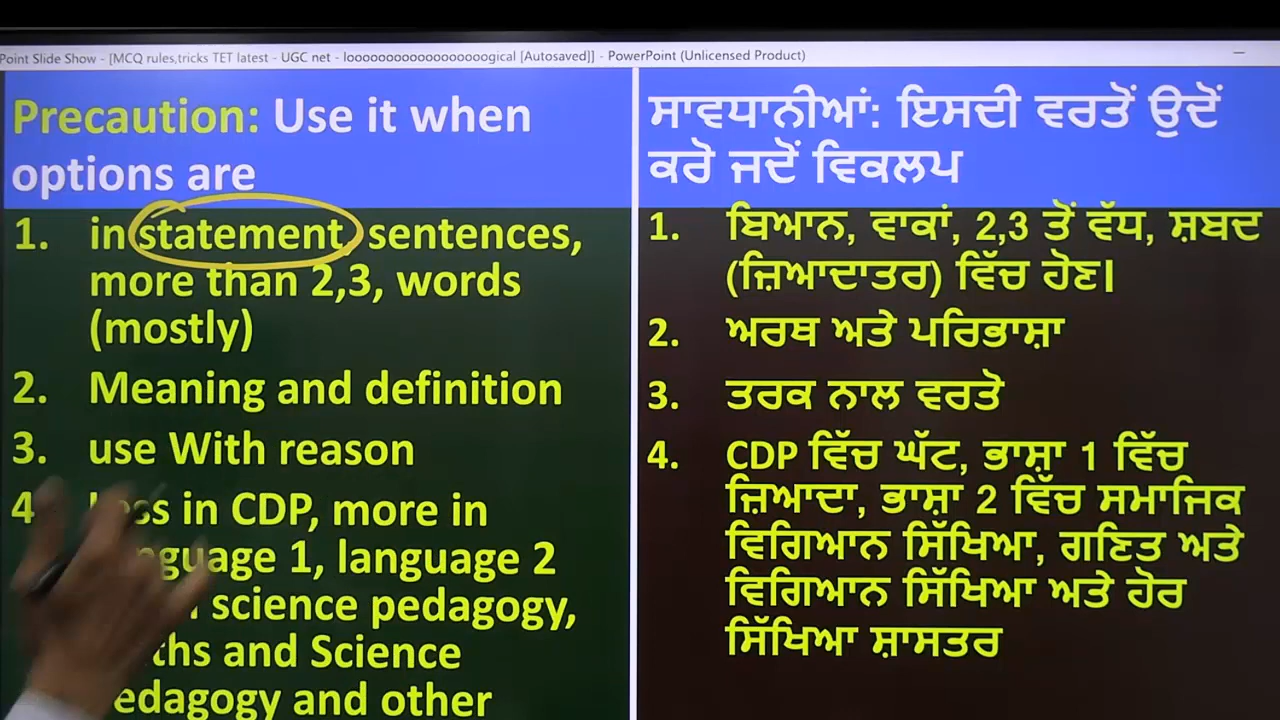 Point Slide Show - [MCQ rules,tricks TET latest - UGC net - looooooooooooooooooogical [Autosaved]] - PowerPoint (Unlicensed Product)
Precaution: Use it when
options are
1. in statement, sentences,
more than 2,3, words
(mostly)
2. Meaning and definition
3. use With reason
4 Less in CDP, more in
language 1, language 2
science pedagogy,
and Science
and other
ਸਾਵਧਾਨੀਆਂ: ਇਸਦੀ ਵਰਤੋਂ ਉਦੋਂ
ਕਰੋ ਜਦੋਂ ਵਿਕਲਪ
1. ਬਿਆਨ, ਵਾਕਾਂ, 2,3 ਤੋਂ ਵੱਧ, ਸ਼ਬਦ
(ਜ਼ਿਆਦਾਤਰ) ਵਿੱਚ ਹੋਣ।
2. ਅਰਥ ਅਤੇ ਪਰਿਭਾਸ਼ਾ
3. ਤਰਕ ਨਾਲ ਵਰਤੋ
4. CDP ਵਿੱਚ ਘੱਟ, ਭਾਸ਼ਾ 1 ਵਿੱਚ
ਜ਼ਿਆਦਾ, ਭਾਸ਼ਾ 2 ਵਿੱਚ ਸਮਾਜਿਕ
ਵਿਗਿਆਨ ਸਿੱਖਿਆ, ਗਣਿਤ ਅਤੇ
ਵਿਗਿਆਨ ਸਿੱਖਿਆ ਅਤੇ ਹੋਰ
ਸਿੱਖਿਆ ਸ਼ਾਸਤਰ